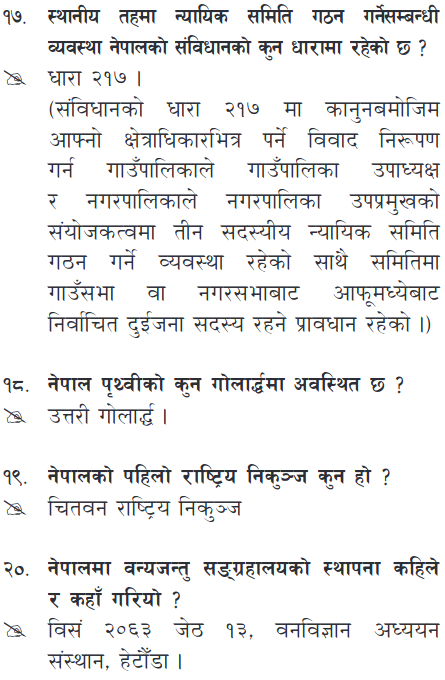 १७. स्थानीय तहमा न्यायिक समिति गठन गर्नेसम्बन्धी
व्यवस्था नेपालको संविधानको कुन धारामा रहेको छ ?
धारा २१७ ।
(संविधानको धारा २१७ मा कानुनबमोजिम
आफ्नो क्षेत्राधिकारभित्र पर्ने विवाद निरूपण
गर्न गाउँपालिकाले गाउँपालिका उपाध्यक्ष
र नगरपालिकाले नगरपालिका उपप्रमुखको
संयोजकत्वमा तीन सदस्यीय न्यायिक समिति
गठन गर्ने व्यवस्था रहेको साथै समितिमा
गाउँसभा वा नगरसभाबाट आफूमध्येबाट
निर्वाचित दुईजना सदस्य रहने प्रावधान रहेको ।)
१८. नेपाल पृथ्वीको कुन गोलार्द्धमा अवस्थित छ ?
उत्तरी गोलार्द्ध ।
१९. नेपालको पहिलो राष्ट्रिय निकुञ्ज कुन हो ?
चितवन राष्ट्रिय निकुञ्ज
२०. नेपालमा वन्यजन्तु सङ्ग्रहालयको स्थापना कहिले
र कहाँ गरियो ?
विसं २०६३ जेठ १३, वनविज्ञान अध्ययन
संस्थान, हेटौँडा ।